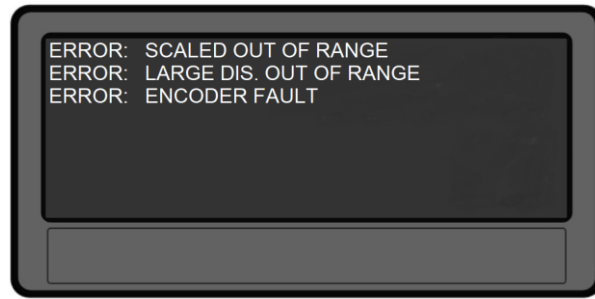 ERROR: SCALED OUT OF RANGE
ERROR: LARGE DIS. OUT OF RANGE
ERROR: ENCODER FAULT